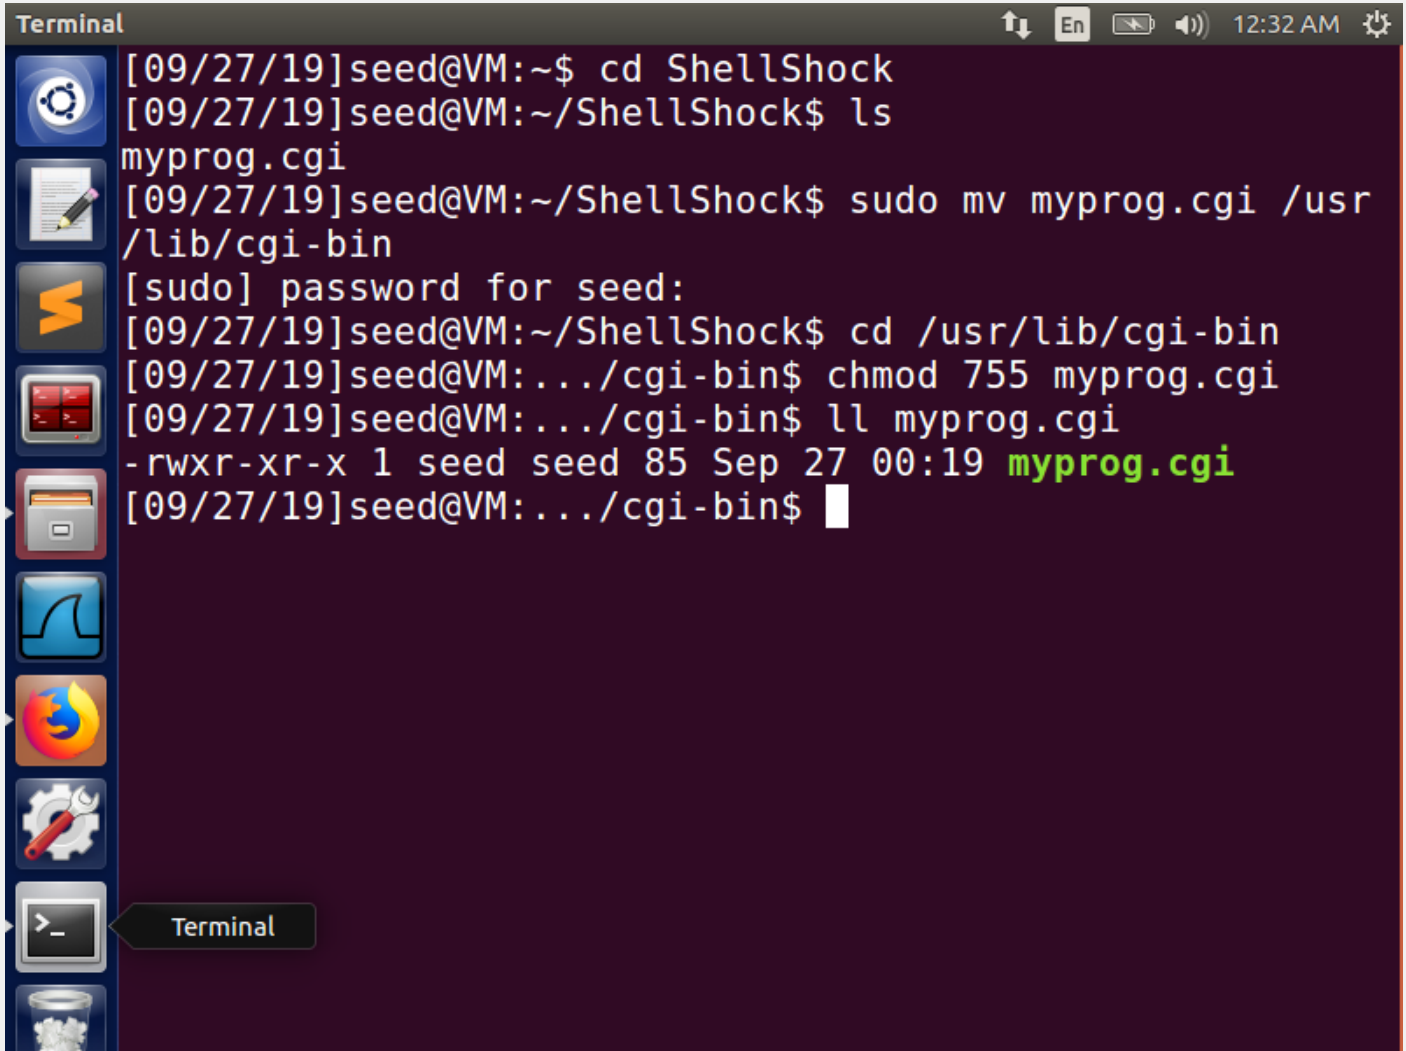 Terminal
En
12:32 AM
[09/27/19]seed@VM:~$ cd ShellShock
[09/27/19]seed@VM:~/ShellShock$ ls
myprog.cgi
[09/27/19]seed@VM:~/ShellShock$ sudo mv myprog.cgi /usr
/lib/cgi-bin
[sudo] password for seed:
[09/27/19]seed@VM:~/ShellShock$ cd /usr/lib/cgi-bin
[09/27/19]seed@VM:.../cgi-bin$ chmod 755 myprog.cgi
[09/27/19]seed@VM:.../cgi-bin$ ll myprog.cgi
-rwxr-xr-x 1 seed seed 85 Sep 27 00:19 myprog.cgi
[09/27/19]seed@VM:.../cgi-bin$
Terminal